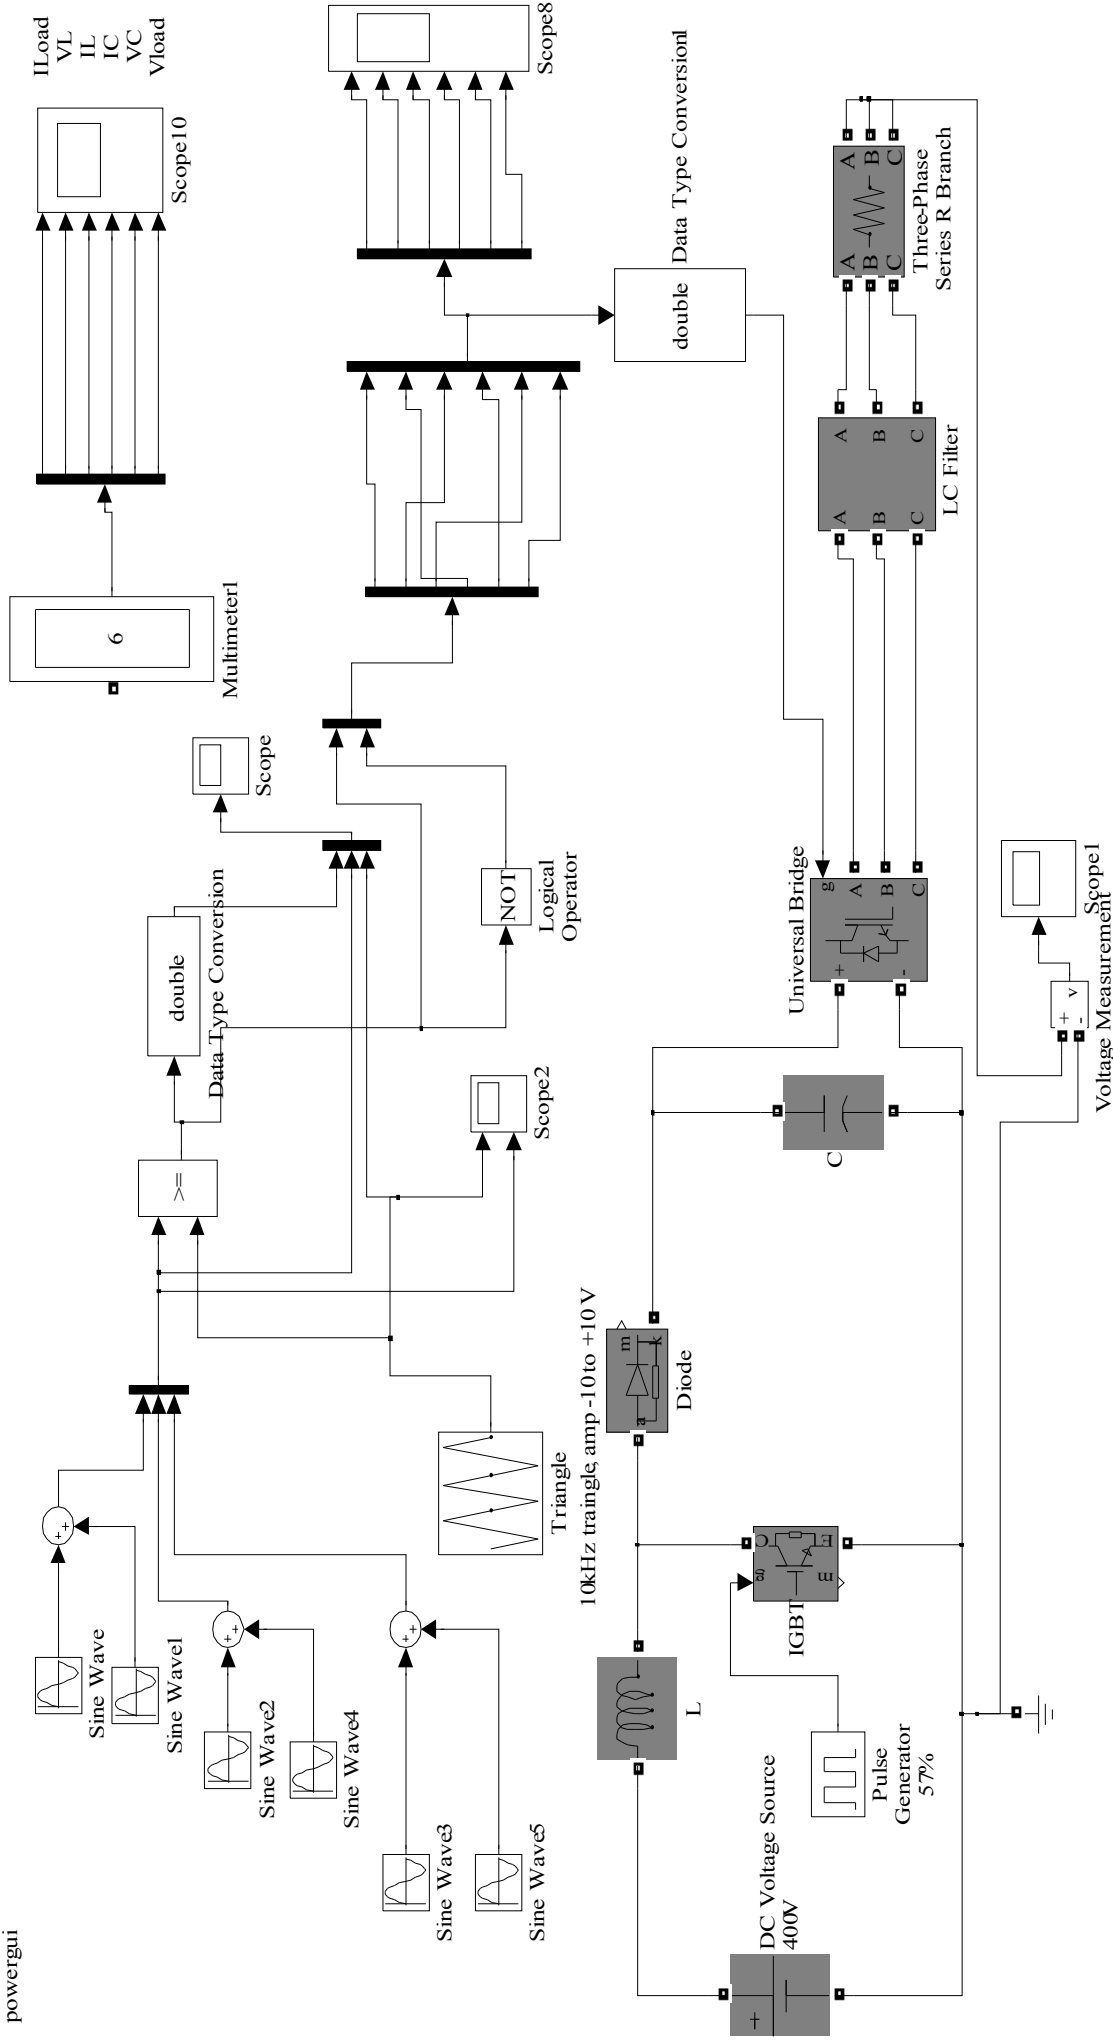 powergui
Sine Wave
Sine Wave1
Sine Wave2
Sine Wave4
Sine Wave3
Sine Wave5
+
+
+
+
+
+
Triangle
10kHz traingle, amp -10 to +10 V
>=
double
Data Type Conversion
Scope
Scope2
NOT
Logical
Operator
6
Multimeter1
Scope10
ILoad
VL
IL
IC
VC
Vload
Scope8
double
Data Type Conversion1
DC Voltage Source
400V
+
L
Pulse
Generator
57%
IGBT
g
C
m
E
Diode
a
m
k
C
Universal Bridge
g
+
-
A
B
C
LC Filter
A
B
C
A
B
C
Three-Phase
Series R Branch
A
B
C
A
B
C
Voltage Measurement
+
-
v
Scope1